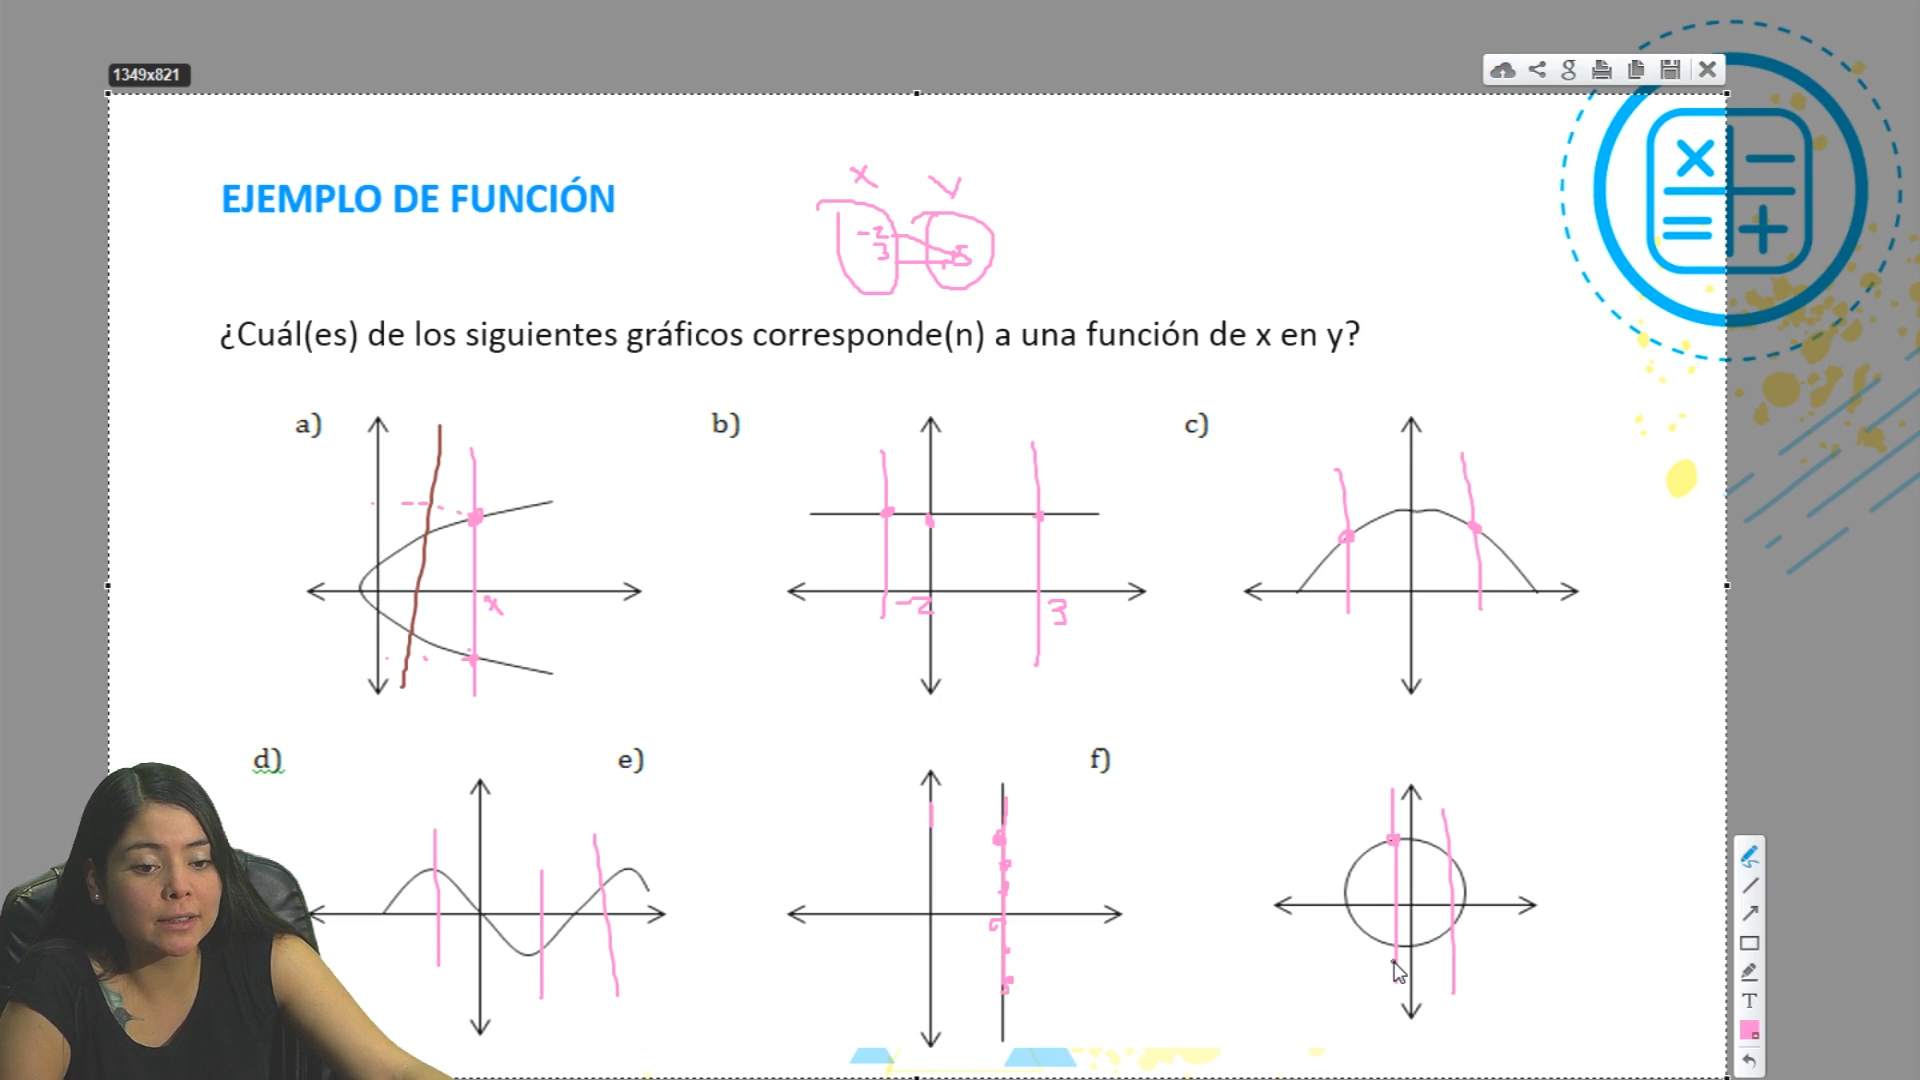 1349x821
EJEMPLO DE FUNCIÓN
x y
-2
3
5
¿Cuál(es) de los siguientes gráficos corresponde(n) a una función de x en y?
a) b) c)
x -2 3
d) e) f)
T